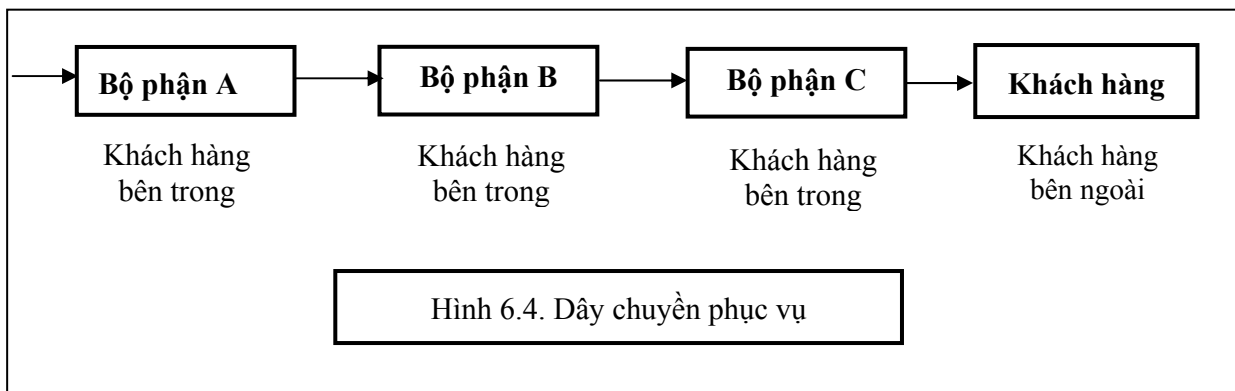 Bộ phận A
Bộ phận B
Bộ phận C
Khách hàng
Khách hàng
bên trong
Khách hàng
bên trong
Khách hàng
bên trong
Khách hàng
bên ngoài
Hình 6.4. Dây chuyền phục vụ